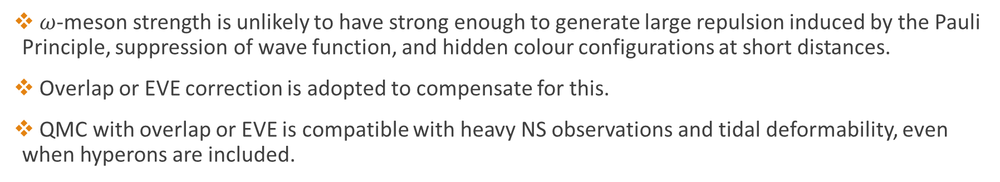 ❖ ω-meson strength is unlikely to have strong enough to generate large repulsion induced by the Pauli
Principle, suppression of wave function, and hidden colour configurations at short distances.
❖ Overlap or EVE correction is adopted to compensate for this.
❖ QMC with overlap or EVE is compatible with heavy NS observations and tidal deformability, even
when hyperons are included.